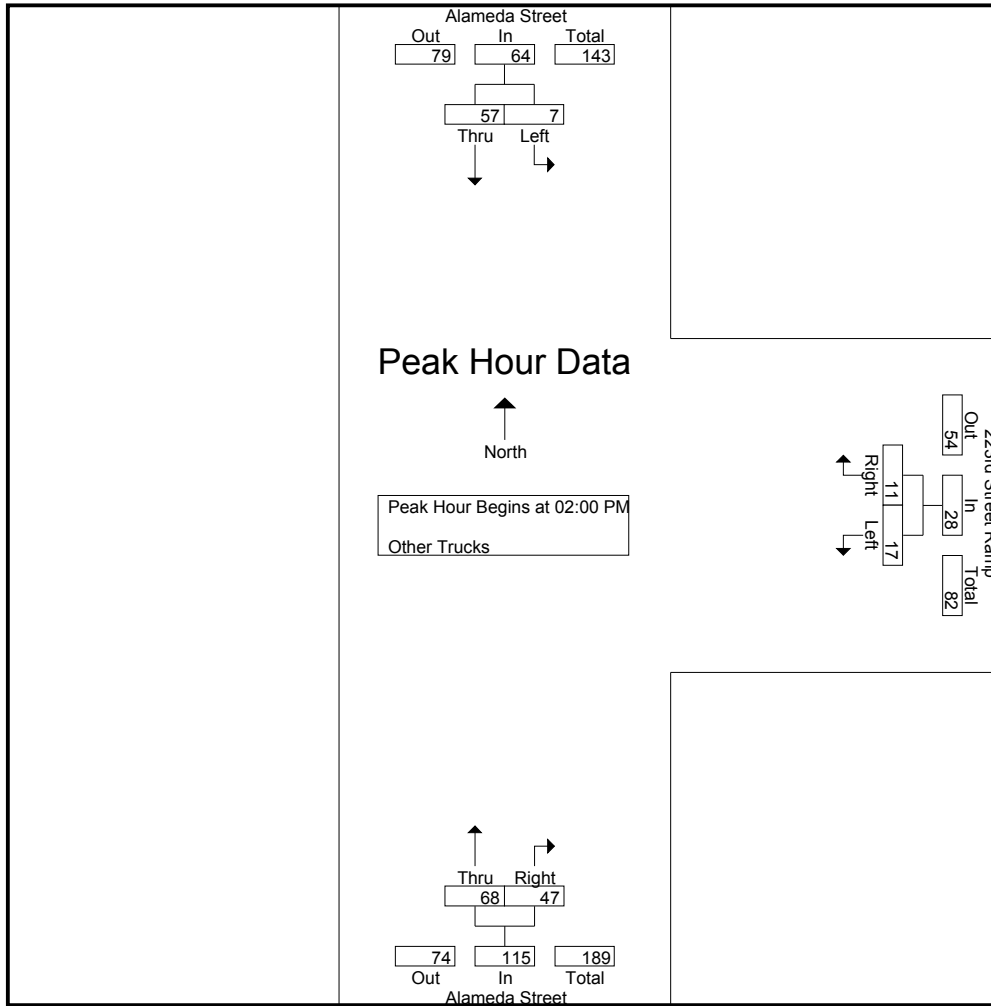 Alameda Street
Out In Total
79 64 143
57 7
Thru Left
Peak Hour Data
North
Peak Hour Begins at 02:00 PM
Other Trucks
Street Ramp
Out In Total
54 28 82
11 17
Right Left
Thru Right
68 47
74 115 189
Out In Total
Alameda Street